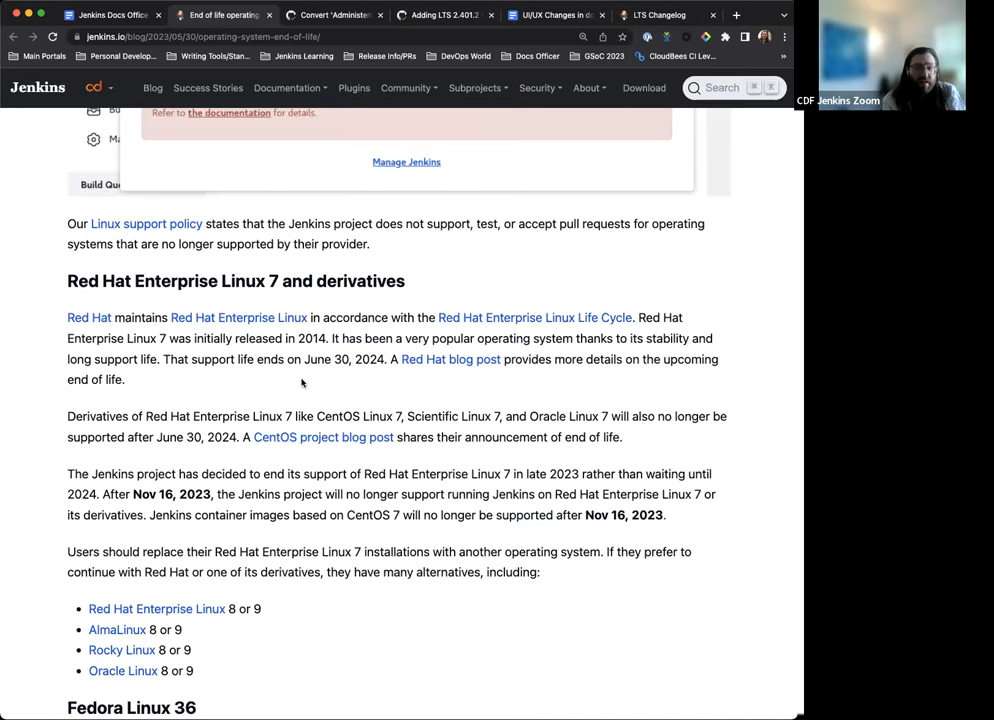 Jenkins Docs Office
End of life operating
Convert 'Administeri
Adding LTS 2.401.2
UI/UX Changes in do
LTS Changelog
jenkins.io/blog/2023/05/30/operating-system-end-of-life/
Main Portals
Personal Develop...
Writing Tools/Stan...
Jenkins Learning
Release Info/PRs
DevOps World
Docs Officer
GSoC 2023
CloudBees CI Lev...
Jenkins
cd
Blog
Success Stories
Documentation
Plugins
Community
Subprojects
Security
About
Download
Search
K
CDF Jenkins Zoom
Bu
Refer to the documentation for details.
Ma
Manage Jenkins
Build Qu
Our Linux support policy states that the Jenkins project does not support, test, or accept pull requests for operating
systems that are no longer supported by their provider.
Red Hat Enterprise Linux 7 and derivatives
Red Hat maintains Red Hat Enterprise Linux in accordance with the Red Hat Enterprise Linux Life Cycle. Red Hat
Enterprise Linux 7 was initially released in 2014. It has been a very popular operating system thanks to its stability and
long support life. That support life ends on June 30, 2024. A Red Hat blog post provides more details on the upcoming
end of life.
Derivatives of Red Hat Enterprise Linux 7 like CentOS Linux 7, Scientific Linux 7, and Oracle Linux 7 will also no longer be
supported after June 30, 2024. A CentOS project blog post shares their announcement of end of life.
The Jenkins project has decided to end its support of Red Hat Enterprise Linux 7 in late 2023 rather than waiting until
2024. After Nov 16, 2023, the Jenkins project will no longer support running Jenkins on Red Hat Enterprise Linux 7 or
its derivatives. Jenkins container images based on CentOS 7 will no longer be supported after Nov 16, 2023.
Users should replace their Red Hat Enterprise Linux 7 installations with another operating system. If they prefer to
continue with Red Hat or one of its derivatives, they have many alternatives, including:
Red Hat Enterprise Linux 8 or 9
AlmaLinux 8 or 9
Rocky Linux 8 or 9
Oracle Linux 8 or 9
Fedora Linux 36